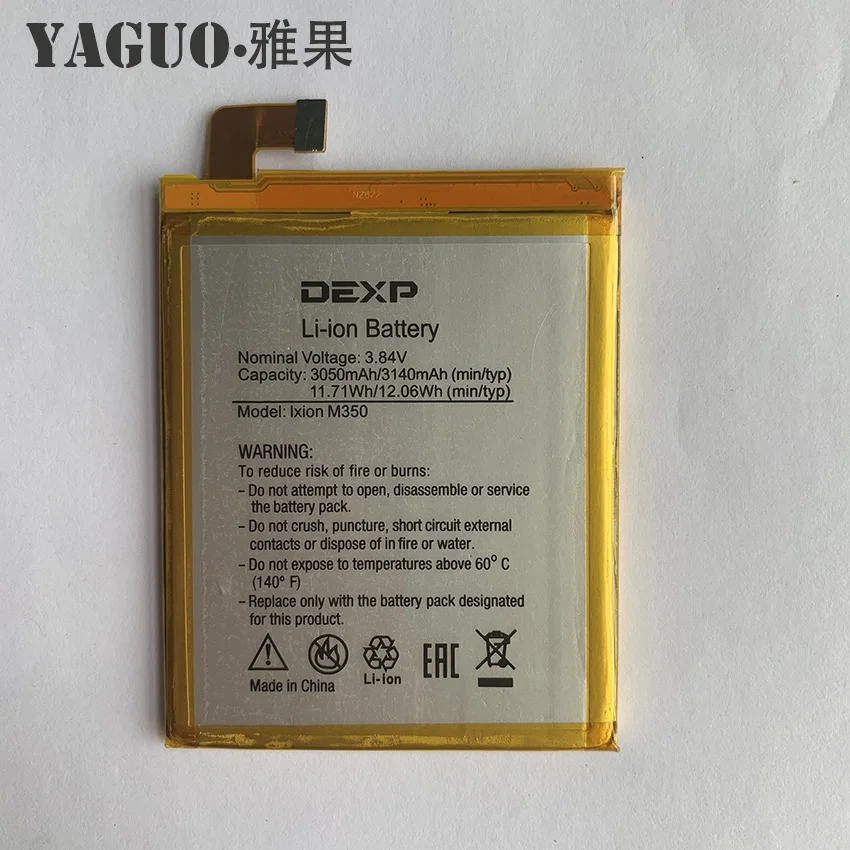 YAGUO·雅果
NZ622
DEXP
Li-ion Battery
Nominal Voltage: 3.84V
Capacity: 3050mAh/3140mAh (min/typ)
11.71Wh/12.06Wh (min/typ)
Model: Ixion M350
WARNING:
To reduce risk of fire or burns:
– Do not attempt to open, disassemble or service
the battery pack.
– Do not crush, puncture, short circuit external
contacts or dispose of in fire or water.
– Do not expose to temperatures above 60° C
(140° F)
– Replace only with the battery pack designated
for this product.
Made in China
Li-ion
EAC